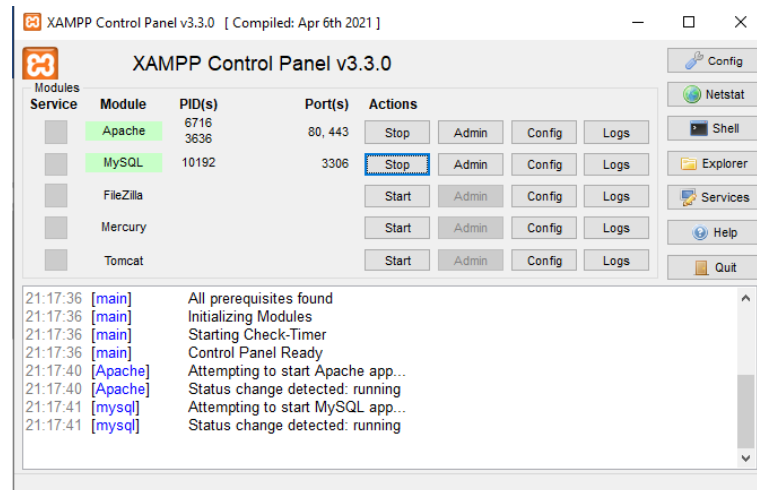 XAMPP Control Panel v3.3.0 [ Compiled: Apr 6th 2021 ]
XAMPP Control Panel v3.3.0
Config
Modules
Service Module PID(s) Port(s) Actions
Netstat
Apache 6716 3636 80, 443 Stop Admin Config Logs
Shell
MySQL 10192 3306 Stop Admin Config Logs
Explorer
FileZilla Start Admin Config Logs
Services
Mercury Start Admin Config Logs
Help
Tomcat Start Admin Config Logs
Quit
21:17:36 [main] All prerequisites found
21:17:36 [main] Initializing Modules
21:17:36 [main] Starting Check-Timer
21:17:36 [main] Control Panel Ready
21:17:40 [Apache] Attempting to start Apache app...
21:17:40 [Apache] Status change detected: running
21:17:41 [mysql] Attempting to start MySQL app...
21:17:41 [mysql] Status change detected: running